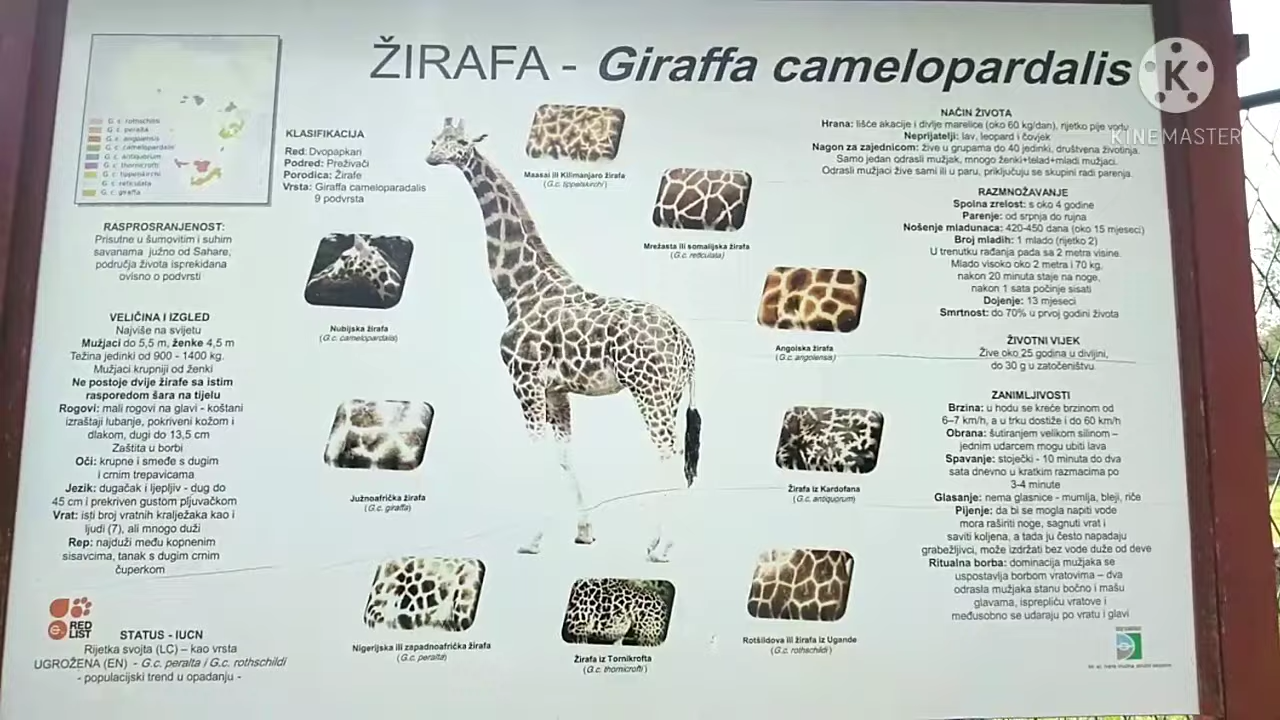 ŽIRAFA - Giraffa camelopardalis
KINEMASTER
G. c. rothschildi
G. c. peralta
G. c. angolensis
G. c. camelopardalis
G. c. antiquorum
G. c. thornicrofti
G. c. tippelskirchi
G. c. reticulata
G. c. giraffa
RASPROSRANJENOST:
Prisutne u šumovitim i suhim
savanama južno od Sahare,
područja života isprekidana
ovisno o podvrsti
VELIČINA I IZGLED
Najviše na svijetu
Mužjaci do 5,5 m, ženke 4,5 m
Težina jedinki od 900 - 1400 kg.
Mužjaci krupniji od ženki
Ne postoje dvije žirafe sa istim
rasporedom šara na tijelu
Rogovi: mali rogovi na glavi - koštani
izraštaji lubanje, pokriveni kožom i
dlakom, dugi do 13,5 cm
Zaštita u borbi
Oči: krupne i smeđe s dugim
i crnim trepavicama
Jezik: dugačak i ljepljiv - dug do
45 cm i prekriven gustom pljuvačkom
Vrat: isti broj vratnih kralježaka kao i
ljudi (7), ali mnogo duži
Rep: najduži među kopnenim
sisavcima, tanak s dugim crnim
čuperkom
RED
LIST
STATUS - IUCN
Rijetka svojta (LC) – kao vrsta
UGROŽENA (EN) - G.c. peralta i G.c. rothschildi
- populacijski trend u opadanju -
KLASIFIKACIJA
Red: Dvopapkari
Podred: Preživači
Porodica: Žirafe
Vrsta: Giraffa cameloparadalis
9 podvrsta
Maasai ili Kilimanjaro žirafa
(G.c. tippelskirchi)
Mrežasta ili somalijska žirafa
(G.c. reticulata)
Angolska žirafa
(G.c. angolensis)
Žirafa iz Kordofana
(G.c. antiquorum)
Rotšildova ili žirafa iz Ugande
(G.c. rothschildi)
Žirafa iz Tornikrofta
(G.c. thornicrofti)
Nigerijska ili zapadnoafrička žirafa
(G.c. peralta)
Južnoafrička žirafa
(G.c. giraffa)
Nubijska žirafa
(G.c. camelopardalis)
NAČIN ŽIVOTA
Hrana: lišće akacije i divlje marelice (oko 60 kg/dan), rijetko pije vodu
Neprijatelji: lav, leopard i čovjek
Nagon za zajednicom: žive u grupama do 40 jedinki, društvena životinja.
Samo jedan odrasli mužjak, mnogo ženki+telad+mladi mužjaci.
Odrasli mužjaci žive sami ili u paru, priključuju se skupini radi parenja.
RAZMNOŽAVANJE
Spolna zrelost: s oko 4 godine
Parenje: od srpnja do rujna
Nošenje mladunaca: 420-450 dana (oko 15 mjeseci)
Broj mladih: 1 mlado (rijetko 2)
U trenutku rađanja pada sa 2 metra visine.
Mlado visoko oko 2 metra i 70 kg,
nakon 20 minuta staje na noge,
nakon 1 sata počinje sisati
Dojenje: 13 mjeseci
Smrtnost: do 70% u prvoj godini života
ŽIVOTNI VIJEK
Žive oko 25 godina u divljini,
do 30 g u zatočeništvu
ZANIMLJIVOSTI
Brzina: u hodu se kreće brzinom od
6–7 km/h, a u trku dostiže i do 60 km/h
Obrana: šutiranjem velikom silinom –
jednim udarcem mogu ubiti lava
Spavanje: stoječki - 10 minuta do dva
sata dnevno u kratkim razmacima po
3-4 minute
Glasanje: nema glasnice - mumlja, bleji, riče
Pijenje: da bi se mogla napiti vode
mora raširiti noge, sagnuti vrat i
saviti koljena, a tada ju često napadaju
grabežljivci, može izdržati bez vode duže od deve
Ritualna borba: dominacija mužjaka se
uspostavlja borbom vratovima – dva
odrasla mužjaka stanu bočno i mašu
glavama, isprepliću vratove i
međusobno se udaraju po vratu i glavi